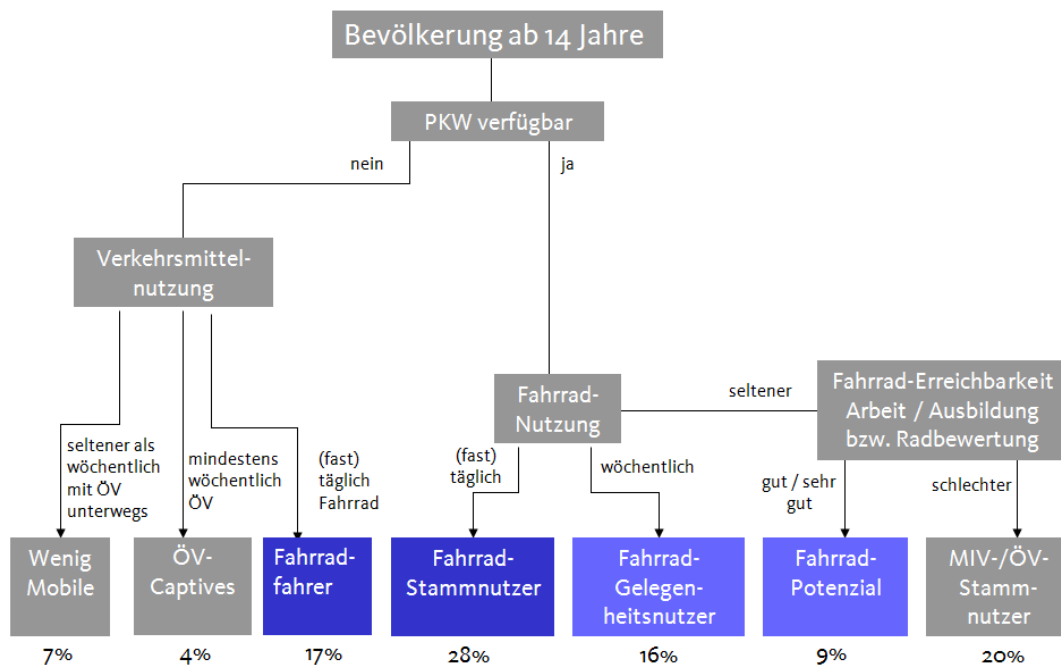 Bevölkerung ab 14 Jahre
PKW verfügbar
nein
ja
Verkehrsmittel-
nutzung
Fahrrad-
Nutzung
seltener
Fahrrad-Erreichbarkeit
Arbeit / Ausbildung
bzw. Radbewertung
seltener als
wöchentlich
mit ÖV
unterwegs
mindestens
wöchentlich
ÖV
(fast)
täglich
Fahrrad
(fast)
täglich
wöchentlich
gut / sehr
gut
schlechter
Wenig
Mobile
ÖV-
Captives
Fahrrad-
fahrer
Fahrrad-
Stammnutzer
Fahrrad-
Gelegen-
heitsnutzer
Fahrrad-
Potenzial
MIV-/ÖV-
Stamm-
nutzer
7%
4%
17%
28%
16%
9%
20%